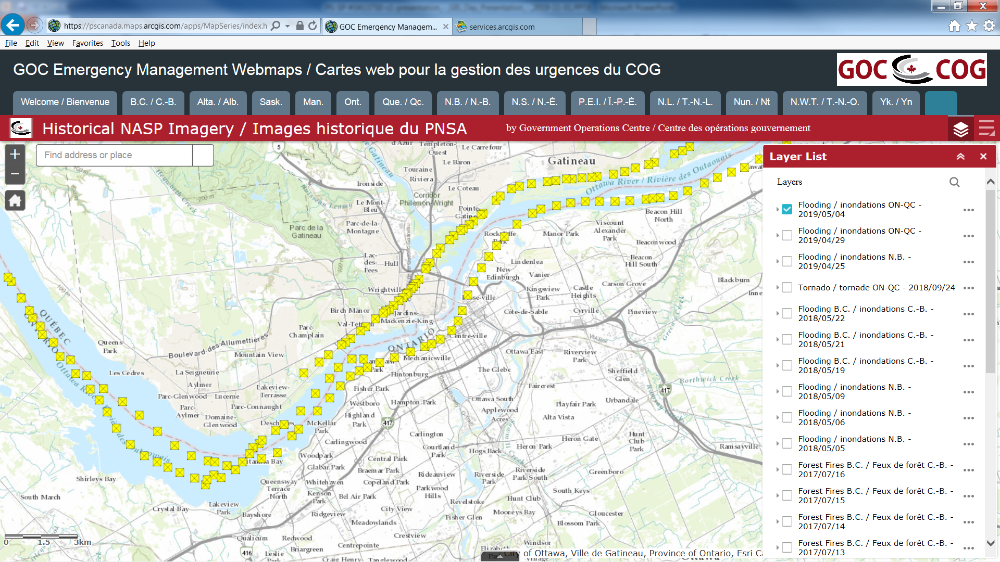 https://pscanada.maps.arcgis.com/apps/MapSeries/index.h
GOC Emergency Managem...
services.arcgis.com
File Edit View Favorites Tools Help
GOC Emergency Management Webmaps / Cartes web pour la gestion des urgences du COG
GOC COG
Welcome / Bienvenue
B.C. / C.-B.
Alta. / Alb.
Sask.
Man.
Ont.
Que. / Qc.
N.B. / N.-B.
N.S. / N.-É.
P.E.I. / Î.-P.-É.
N.L. / T.-N.-L.
Nun. / Nt
N.W.T. / T.-N.-O.
Yk. / Yn
Historical NASP Imagery / Images historique du PNSA
by Government Operations Centre / Centre des opérations gouvernement
+
−
Find address or place
Layer List
Layers
Flooding / inondations ON-QC -
2019/05/04
Flooding / inondations ON-QC -
2019/04/29
Flooding / inondations N.B. -
2019/04/25
Tornado / tornade ON-QC - 2018/09/24
Flooding B.C. / inondations C.-B. -
2018/05/22
Flooding B.C. / inondations C.-B. -
2018/05/21
Flooding B.C. / inondations C.-B. -
2018/05/19
Flooding / inondations N.B. -
2018/05/09
Flooding / inondations N.B. -
2018/05/06
Flooding / inondations N.B. -
2018/05/05
Forest Fires B.C. / Feux de forêt C.-B. -
2017/07/16
Forest Fires B.C. / Feux de forêt C.-B. -
2017/07/15
Forest Fires B.C. / Feux de forêt C.-B. -
2017/07/14
Forest Fires B.C. / Feux de forêt C.-B. -
2017/07/13
d'Azur
Templeton-
Ouest
Le Carrefour
5
Le Baron
Gatineau
Touraine
Riviera
Ironside
Le Coteau
Corridor
Philemon-Wright
Le Mont-
Bleu
Pointe-
Ottawa River / Rivière des Outaouais
Ruisseau Leamy
200 m
100 m
Parc de la
Gatineau
Parc-de-la-
Montagne
Lac-
des-
Fées
Hull
Wrightville
Birch Manor
Jardins-
Mackenzie-King
Parc-
Champlain
Boulevard-des-Allumettières
Mountain View
QUÉBEC
ONTARIO
Queens
Park
Les Cèdres
La Seigneurie
Aylmer
Lakeview-
Terrasse
Parc-Glenwood
Lucerne
Parc-Connaught
Parc-
Aylmer
Domaine-
Glenwood
Beacon Hill
North
Viscount
Alexander
Park
Manor Park
Beaconwood
Beacon
Hill South
Lindenlea
New
Edinburgh
Vanier
Kingsview
Park
Castle
Heights
Carson Grove
Blackburn
Côte-de-Sable
Cyrville
Pineview
Green Creek
Centre-ville
Ottawa East
Riverview
Park
Mechanicsville
Hintonburg
The Glebe
Sheffield
Glen
Fisher Park
Faircrest
417
Borthwick Creek
Westboro
Hampton Park
Ottawa South
Playfair Park
Urbandale
Ramsay Creek
Highland
Park
Applewood
Acres
Alta Vista
McKellar
Park
417
Carlington
Heron Gate
Hunt
Club
Park
Ramsayville
Carlingwood
Courtland
Park
Hogs Back
Heron Park
Woodpark
Central Park
Glabar Park
Braemar Park
Rideauview
Riverside
Park
Riverside
Park South
Greenboro
Shirleys Bay
Queensway
Terrace
North
Whitehaven
Copeland Park
Parkwood
Hills
South Keys
South March
Kenson
Park
Bel Air Park
Hunt Club
Crystal Bay
Lakeview
Park
Bayshore
Ridgeview
City View
Revelstoke
Mooneys Bay
Gloucester
Fisher Glen
Blossom Park
Meadowlands
Qualicum
Redwood
Crestview
416
Leslie
Park
Briargreen
Centrepointe
Craig Henry
Tanglewood
Windsor
0 1.5 3km
City of Ottawa, Ville de Gatineau, Province of Ontario, Esri Ca